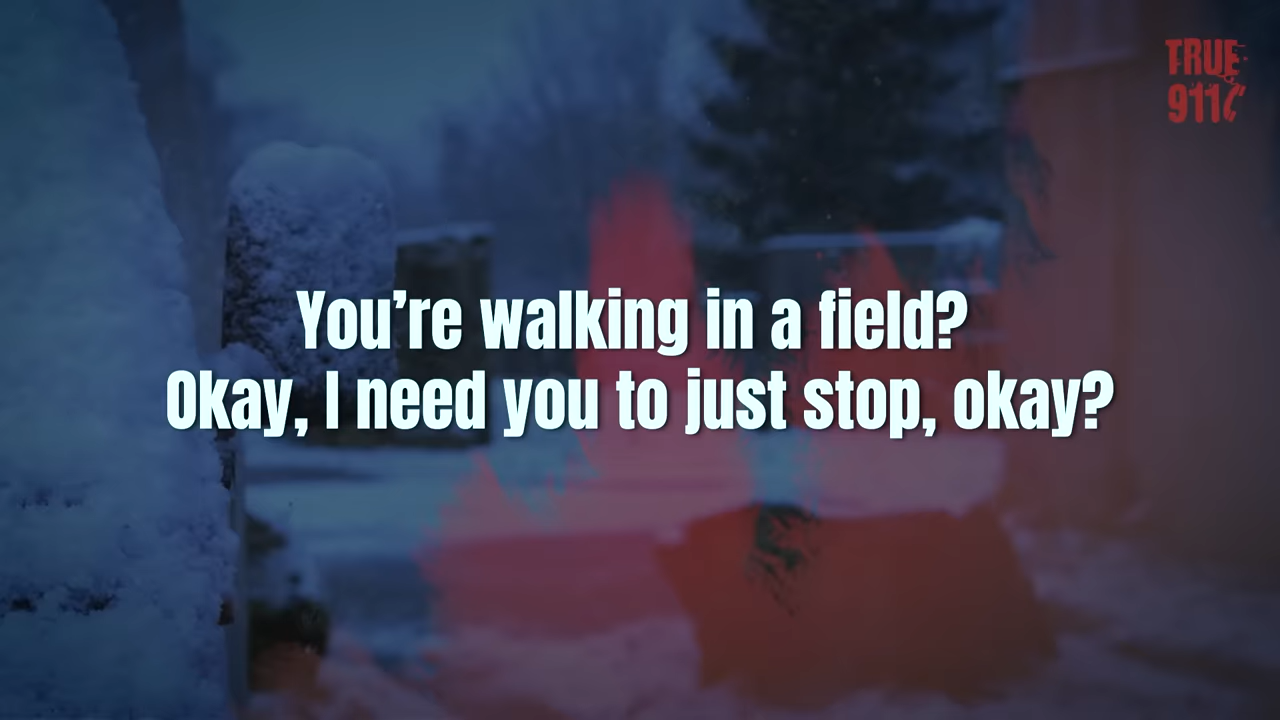 TRUE
911
You’re walking in a field?
Okay, I need you to just stop, okay?